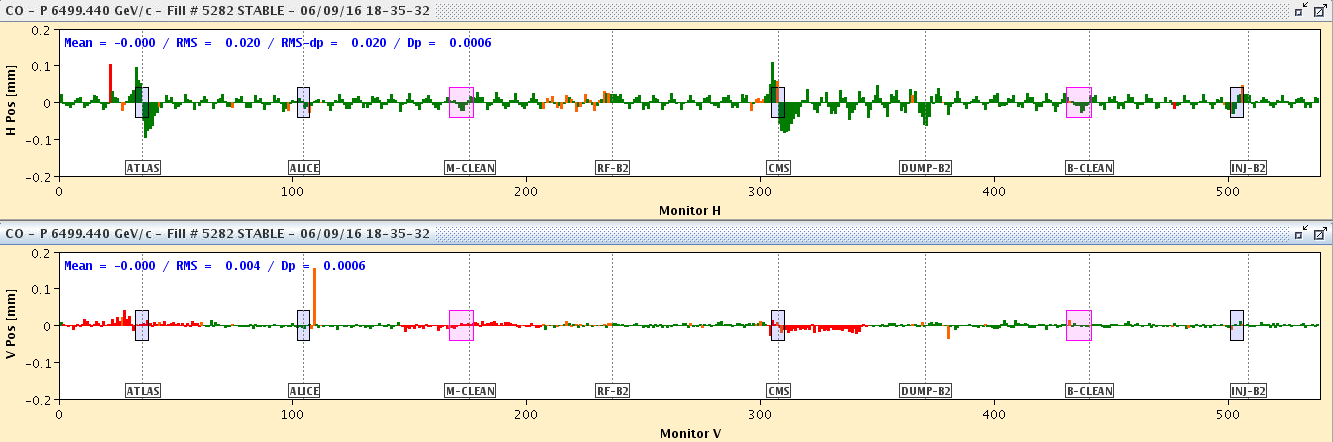 CO - P 6499.440 GeV/c - Fill # 5282 STABLE - 06/09/16 18-35-32
0.2
Mean = -0.000 / RMS = 0.020 / RMS-dp = 0.020 / Dp = 0.0006
0.1
H Pos [mm]
0
-0.1
ATLAS ALICE M-CLEAN RF-B2 CMS DUMP-B2 B-CLEAN INJ-B2
-0.2
0 100 200 300 400 500
Monitor H
CO - P 6499.440 GeV/c - Fill # 5282 STABLE - 06/09/16 18-35-32
0.2
Mean = -0.000 / RMS = 0.004 / Dp = 0.0006
0.1
V Pos [mm]
0
-0.1
ATLAS ALICE M-CLEAN RF-B2 CMS DUMP-B2 B-CLEAN INJ-B2
-0.2
0 100 200 300 400 500
Monitor V